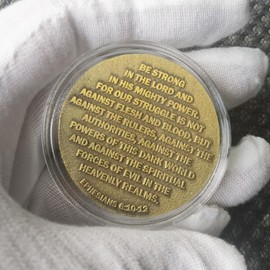 BE STRONG
IN THE LORD AND
IN HIS MIGHTY POWER.
FOR OUR STRUGGLE IS NOT
AGAINST FLESH AND BLOOD BUT
AGAINST THE RULERS, AGAINST THE
AUTHORITIES, AGAINST THE
POWERS OF THIS DARK WORLD
AND AGAINST THE SPIRITUAL
FORCES OF EVIL IN THE
HEAVENLY REALMS.
EPHESIANS 6:10-12